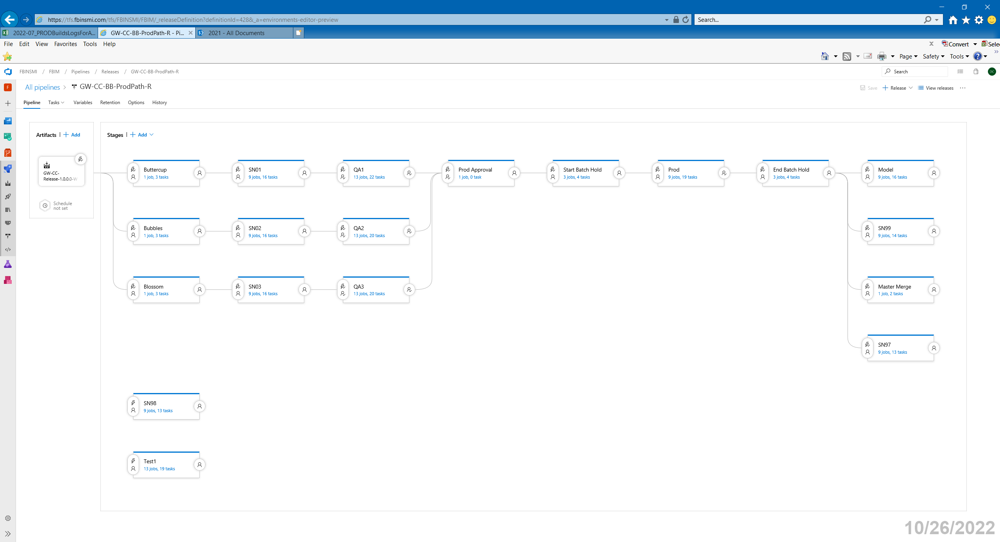 https://tfs.fbinsmi.com/tfs/FBINSMI/FBIM/_releaseDefinition?definitionId=428&_a=environments-editor-preview
Search...
2022-07_PRODBuildsLogsForA...
GW-CC-BB-ProdPath-R - Pi...
2021 - All Documents
File Edit View Favorites Tools Help
Convert
Sele
Page Safety Tools
FBINSMI / FBIM / Pipelines / Releases / GW-CC-BB-ProdPath-R
Search
DC
F
All pipelines > GW-CC-BB-ProdPath-R
Save
Release
View releases
Pipeline Tasks Variables Retention Options History
Artifacts | + Add
Stages | + Add
GW-CC-
Release-1.0.0.0-W
Schedule
not set
Buttercup
1 job, 3 tasks
SN01
9 jobs, 16 tasks
QA1
13 jobs, 22 tasks
Prod Approval
1 job, 0 task
Start Batch Hold
3 jobs, 4 tasks
Prod
9 jobs, 19 tasks
End Batch Hold
3 jobs, 4 tasks
Model
9 jobs, 16 tasks
Bubbles
1 job, 3 tasks
SN02
9 jobs, 16 tasks
QA2
13 jobs, 20 tasks
SN99
9 jobs, 14 tasks
Blossom
1 job, 3 tasks
SN03
9 jobs, 16 tasks
QA3
13 jobs, 20 tasks
Master Merge
1 job, 2 tasks
SN97
9 jobs, 13 tasks
SN98
9 jobs, 13 tasks
Test1
13 jobs, 19 tasks
10/26/2022